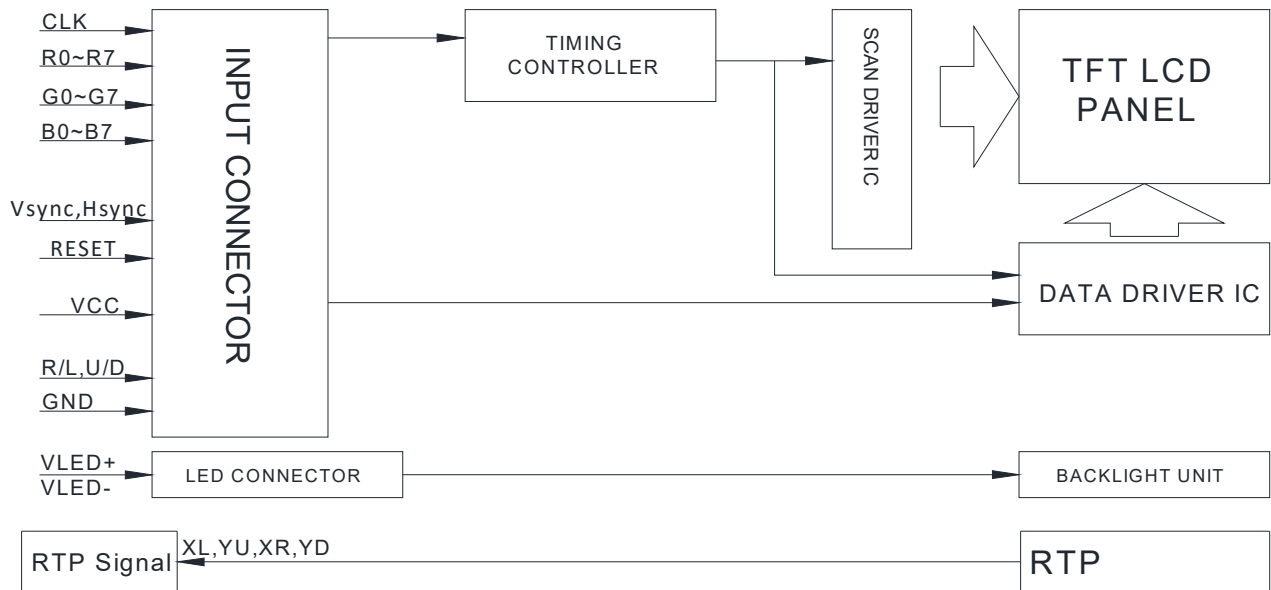 CLK
R0~R7
G0~G7
B0~B7
Vsync,Hsync
RESET
VCC
R/L,U/D
GND
INPUT CONNECTOR
TIMING
CONTROLLER
SCAN DRIVER IC
TFT LCD
PANEL
DATA DRIVER IC
VLED+
VLED-
LED CONNECTOR
BACKLIGHT UNIT
RTP Signal
XL,YU,XR,YD
RTP